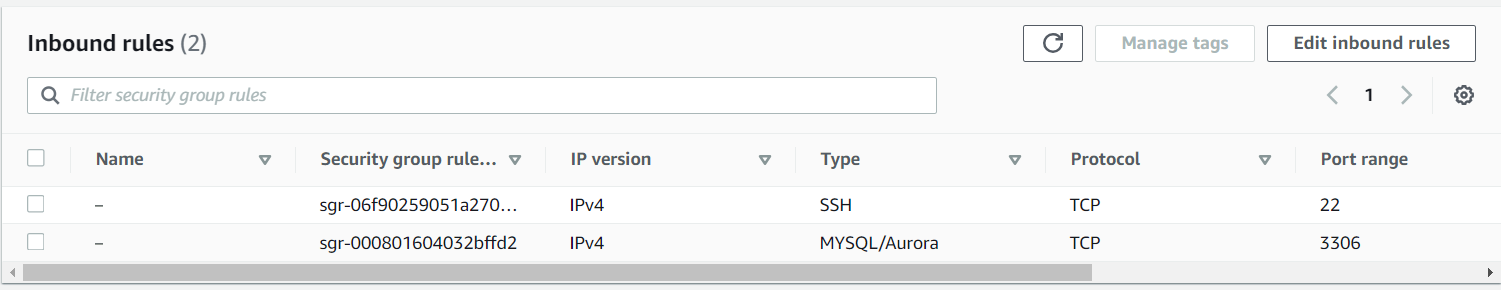 Inbound rules (2)
Manage tags
Edit inbound rules
Filter security group rules
1
Name Security group rule... IP version Type Protocol Port range
– sgr-06f90259051a270... IPv4 SSH TCP 22
– sgr-000801604032bffd2 IPv4 MYSQL/Aurora TCP 3306